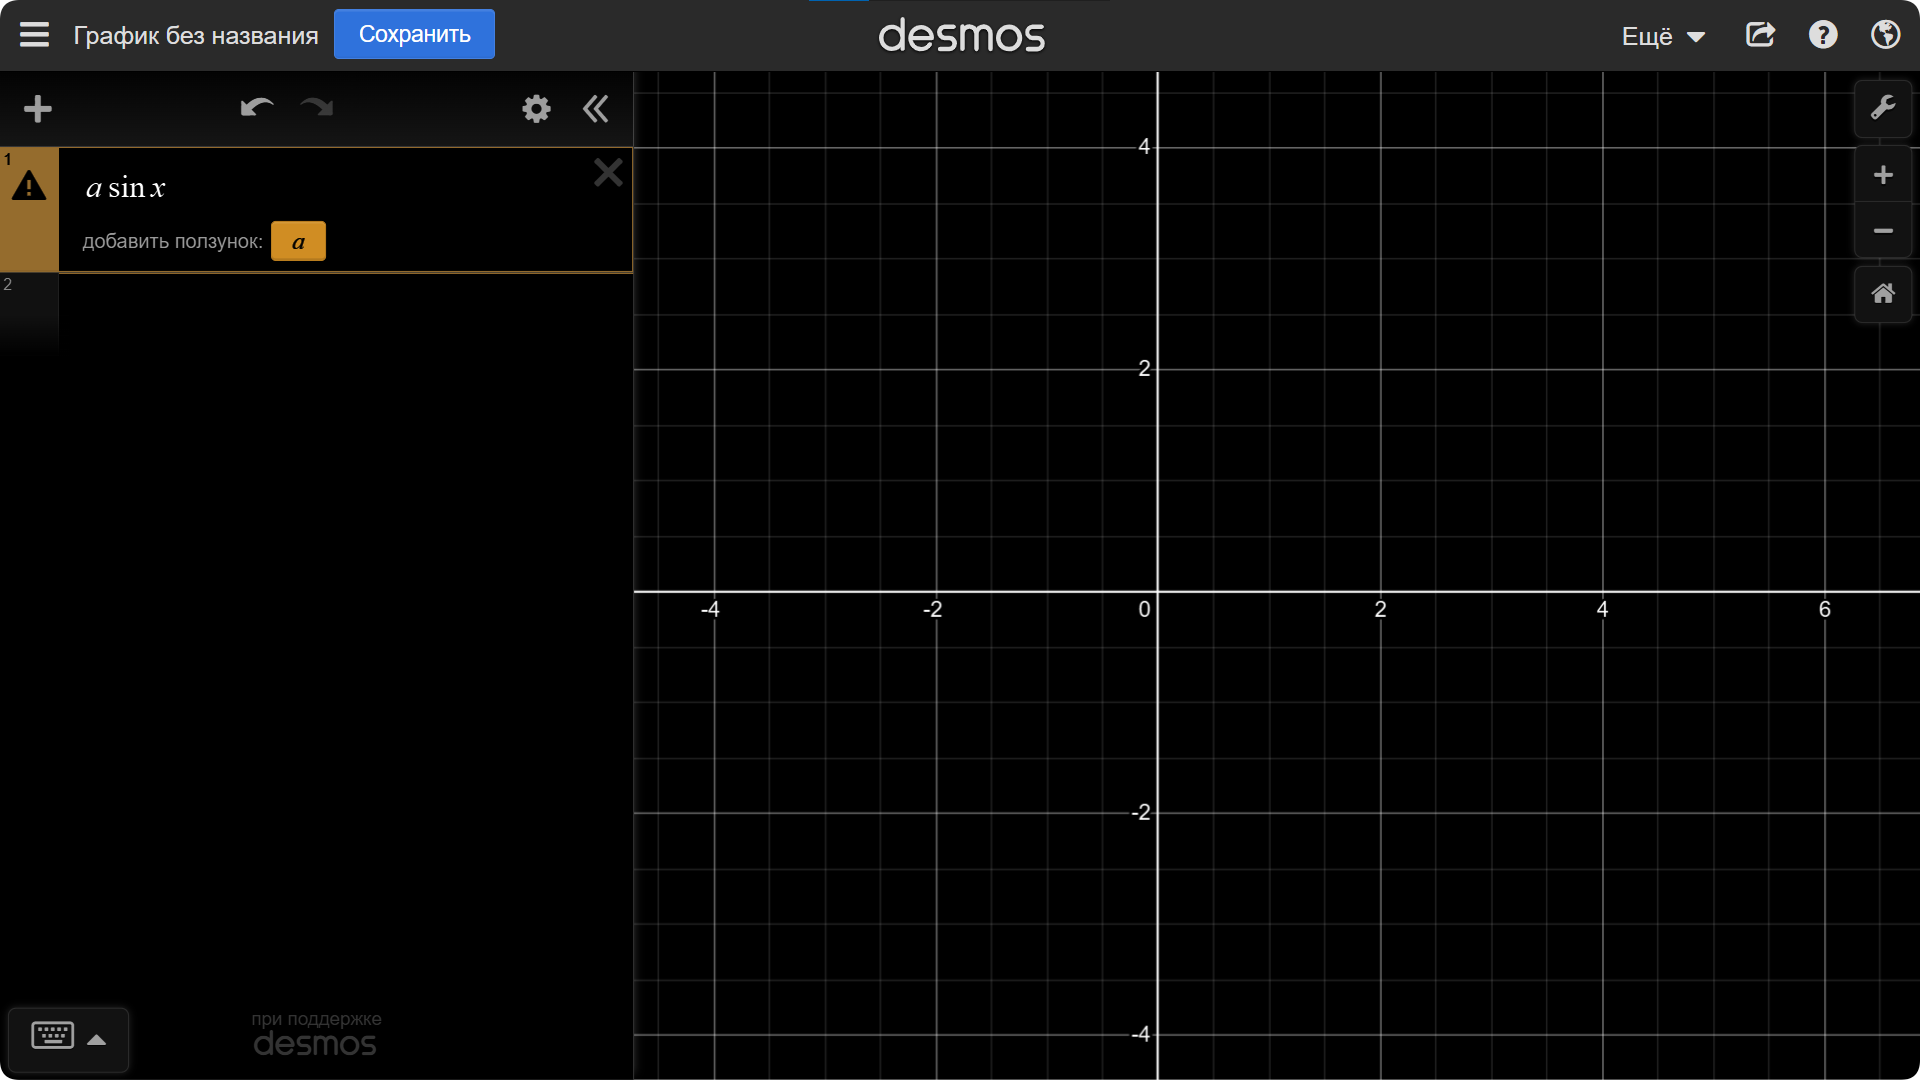 График без названия Сохранить desmos Ещё
1
a sin x
добавить ползунок: a
2
4
2
-4 -2 0 2 4 6
-2
-4
при поддержке
desmos